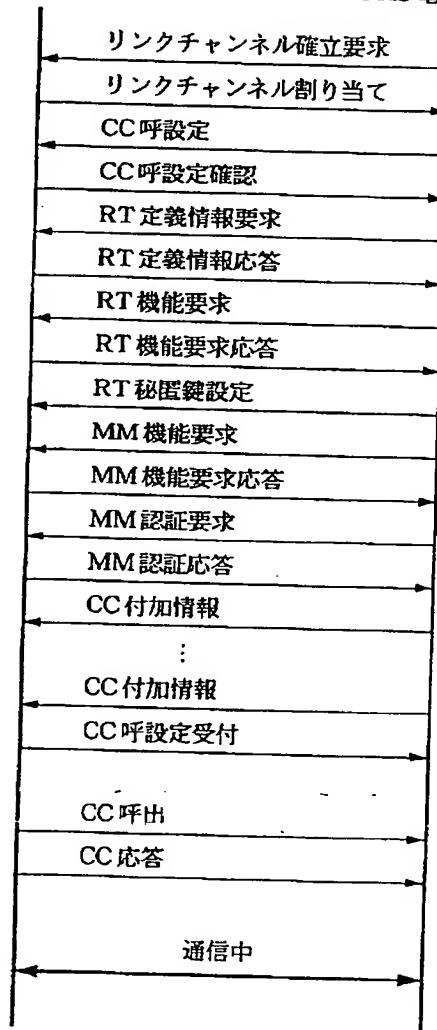 リンクチャンネル確立要求
リンクチャンネル割り当て
CC呼設定
CC呼設定確認
RT定義情報要求
RT定義情報応答
RT機能要求
RT機能要求応答
RT秘匿鍵設定
MM機能要求
MM機能要求応答
MM認証要求
MM認証応答
CC付加情報
⋮
CC付加情報
CC呼設定受付
CC呼出
CC応答
通信中